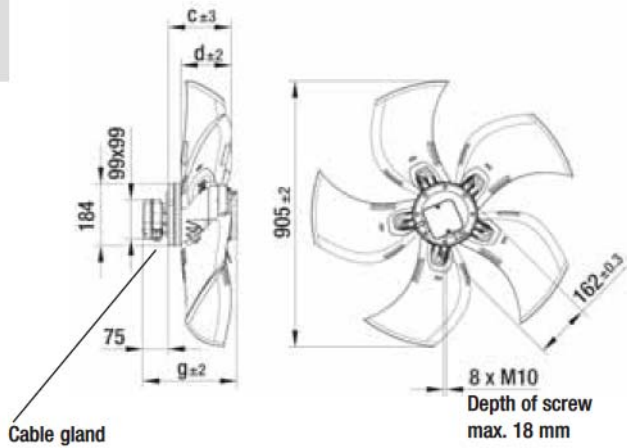 c±3
d±2
99x99
184
905 ±2
162±0.3
75
g±2
8 x M10
Depth of screw
max. 18 mm
Cable gland